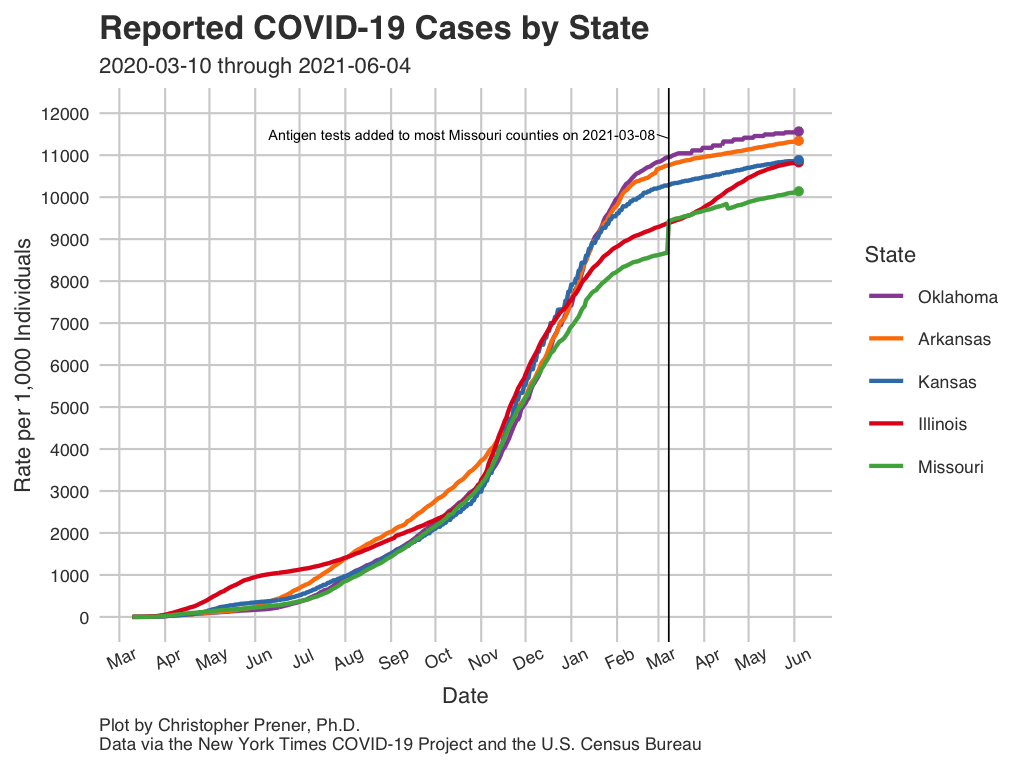 Reported COVID-19 Cases by State
2020-03-10 through 2021-06-04
12000
Antigen tests added to most Missouri counties on 2021-03-08
11000
10000
9000
8000
7000
6000
5000
4000
3000
2000
1000
0
Rate per 1,000 Individuals
Mar Apr May Jun Jul Aug Sep Oct Nov Dec Jan Feb Mar Apr May Jun
Date
State
Oklahoma
Arkansas
Kansas
Illinois
Missouri
Plot by Christopher Prener, Ph.D.
Data via the New York Times COVID-19 Project and the U.S. Census Bureau